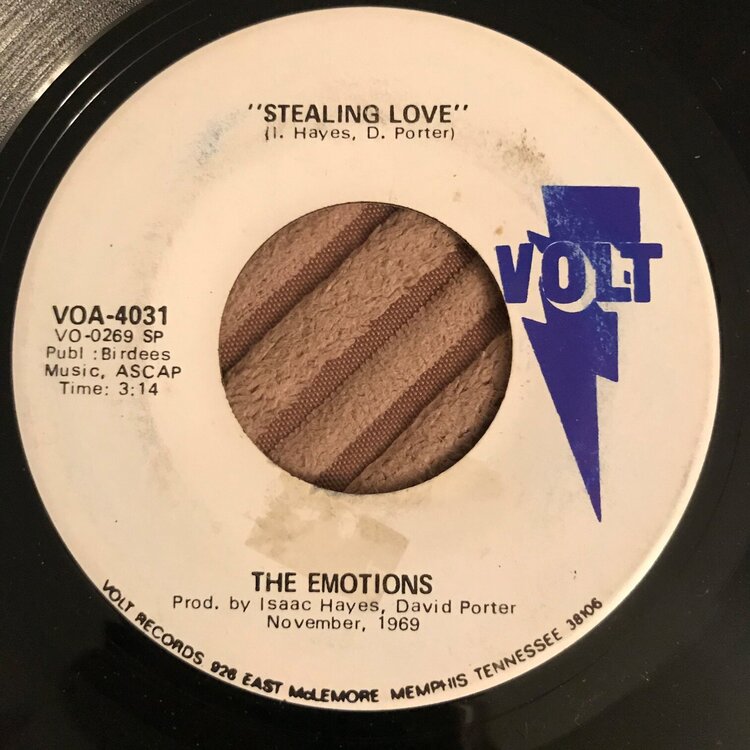 "STEALING LOVE"
(I. Hayes, D. Porter)
VOLT
VOA-4031
VO-0269 SP
Publ :Birdees
Music, ASCAP
Time: 3:14
THE EMOTIONS
Prod. by Isaac Hayes, David Porter
November, 1969
VOLT RECORDS 926 EAST McLEMORE MEMPHIS TENNESSEE 38106